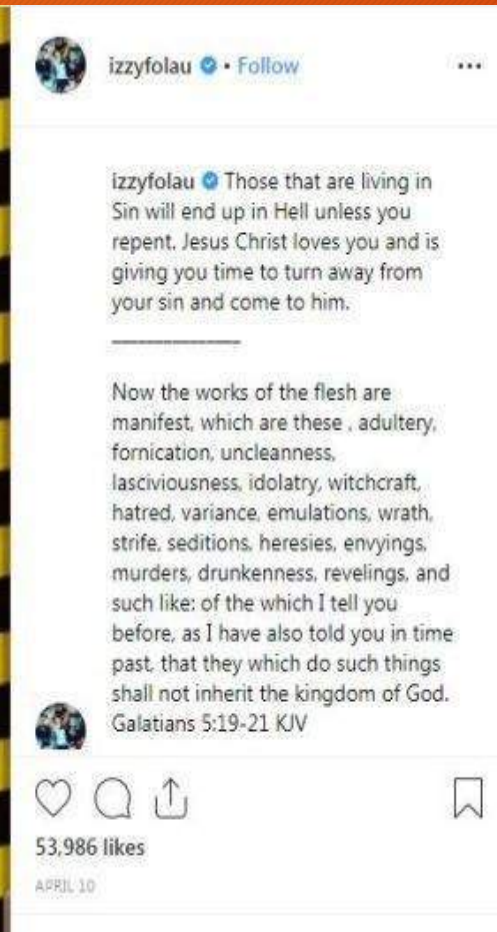 izzyfolau • Follow
izzyfolau Those that are living in
Sin will end up in Hell unless you
repent. Jesus Christ loves you and is
giving you time to turn away from
your sin and come to him.
_______________
Now the works of the flesh are
manifest, which are these , adultery,
fornication, uncleanness,
lasciviousness, idolatry, witchcraft,
hatred, variance, emulations, wrath,
strife, seditions, heresies, envyings,
murders, drunkenness, revelings, and
such like: of the which I tell you
before, as I have also told you in time
past, that they which do such things
shall not inherit the kingdom of God.
Galatians 5:19-21 KJV
53,986 likes
APRIL 10